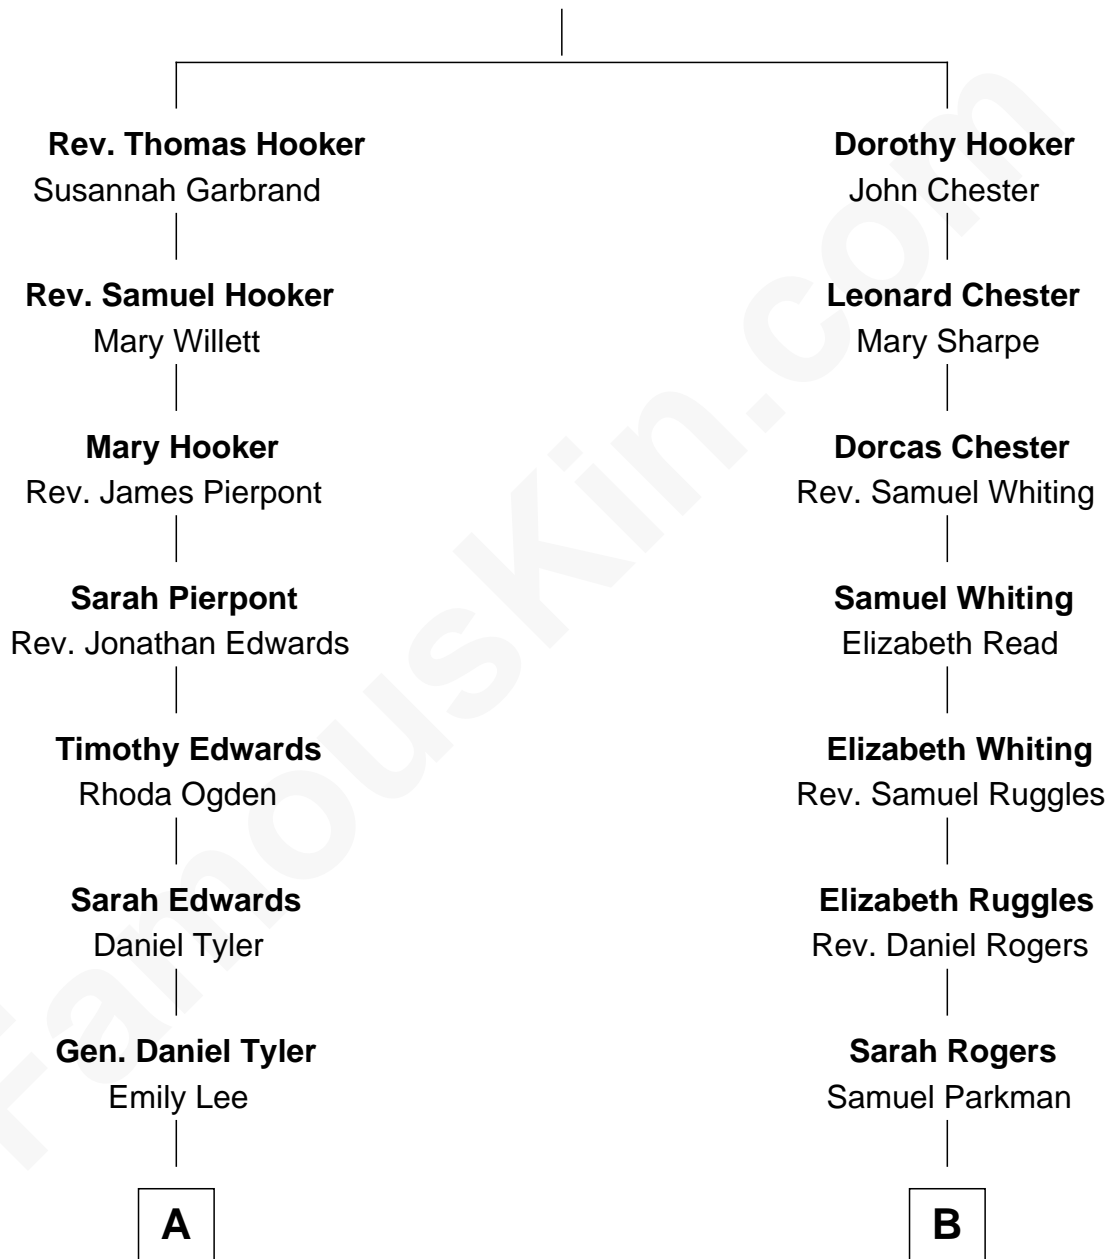 Rev. Thomas Hooker
Susannah Garbrand
Rev. Samuel Hooker
Mary Willett
Mary Hooker
Rev. James Pierpont
Sarah Pierpont
Rev. Jonathan Edwards
Timothy Edwards
Rhoda Ogden
Sarah Edwards
Daniel Tyler
Gen. Daniel Tyler
Emily Lee
A
Dorothy Hooker
John Chester
Leonard Chester
Mary Sharpe
Dorcas Chester
Rev. Samuel Whiting
Samuel Whiting
Elizabeth Read
Elizabeth Whiting
Rev. Samuel Ruggles
Elizabeth Ruggles
Rev. Daniel Rogers
Sarah Rogers
Samuel Parkman
B
FamousKin.com